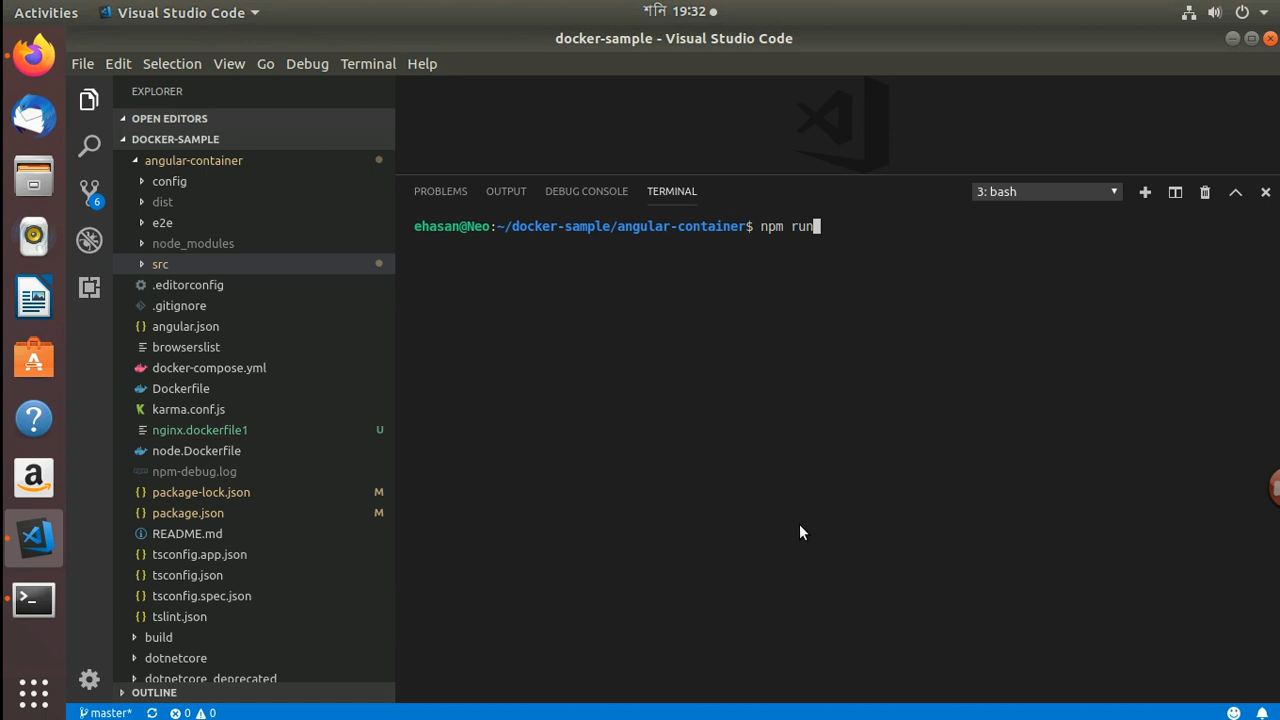 Activities
Visual Studio Code
শনি 19:32
docker-sample - Visual Studio Code
File Edit Selection View Go Debug Terminal Help
EXPLORER
OPEN EDITORS
DOCKER-SAMPLE
angular-container
config
dist
e2e
node_modules
src
.editorconfig
.gitignore
angular.json
browserslist
docker-compose.yml
Dockerfile
karma.conf.js
nginx.dockerfile1 U
node.Dockerfile
npm-debug.log
package-lock.json M
package.json M
README.md
tsconfig.app.json
tsconfig.json
tsconfig.spec.json
tslint.json
build
dotnetcore
dotnetcore_deprecated
OUTLINE
6
PROBLEMS OUTPUT DEBUG CONSOLE TERMINAL
3: bash
ehasan@Neo:~/docker-sample/angular-container$ npm run
master* 0 0